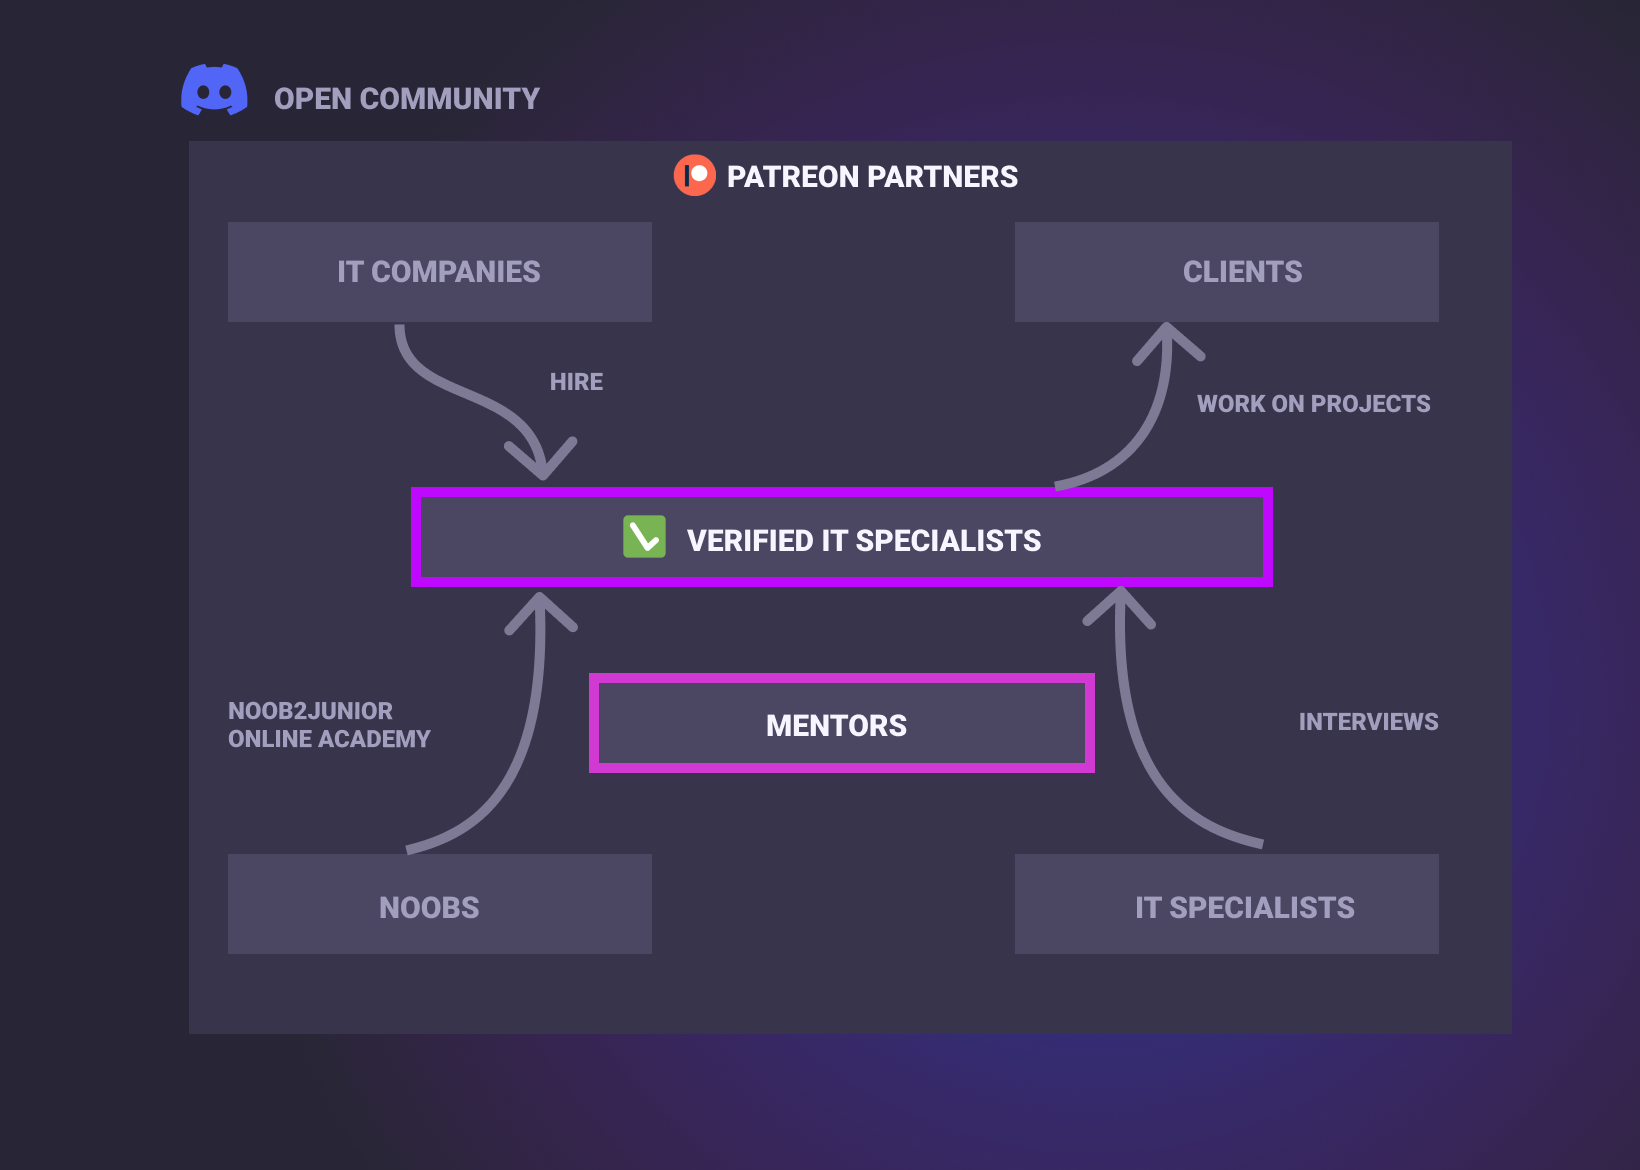 OPEN COMMUNITY
PATREON PARTNERS
IT COMPANIES
CLIENTS
HIRE
WORK ON PROJECTS
VERIFIED IT SPECIALISTS
NOOB2JUNIOR
ONLINE ACADEMY
MENTORS
INTERVIEWS
NOOBS
IT SPECIALISTS